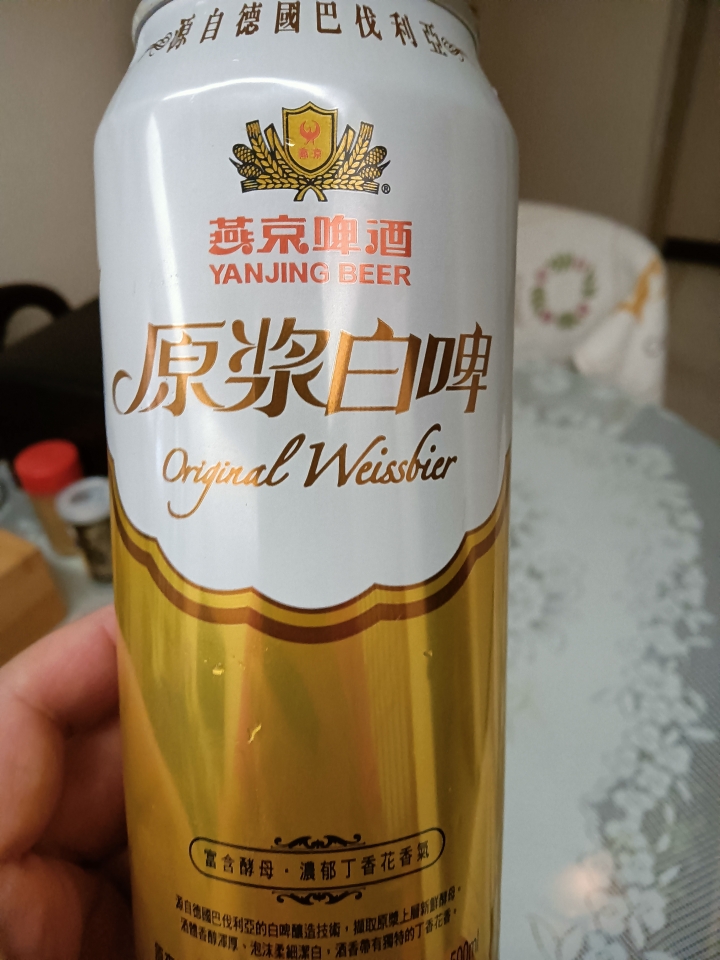 源自德國巴伐利亞
燕京
®
燕京啤酒
YANJING BEER
原浆白啤
Original Weissbier
富含酵母·濃郁丁香花香氣
源自德國巴伐利亞的白啤釀造技術，擷取原漿上層新鮮酵母。
酒體香醇渾厚、泡沫柔細潔白，酒香帶有獨特的丁香花香。
500ml